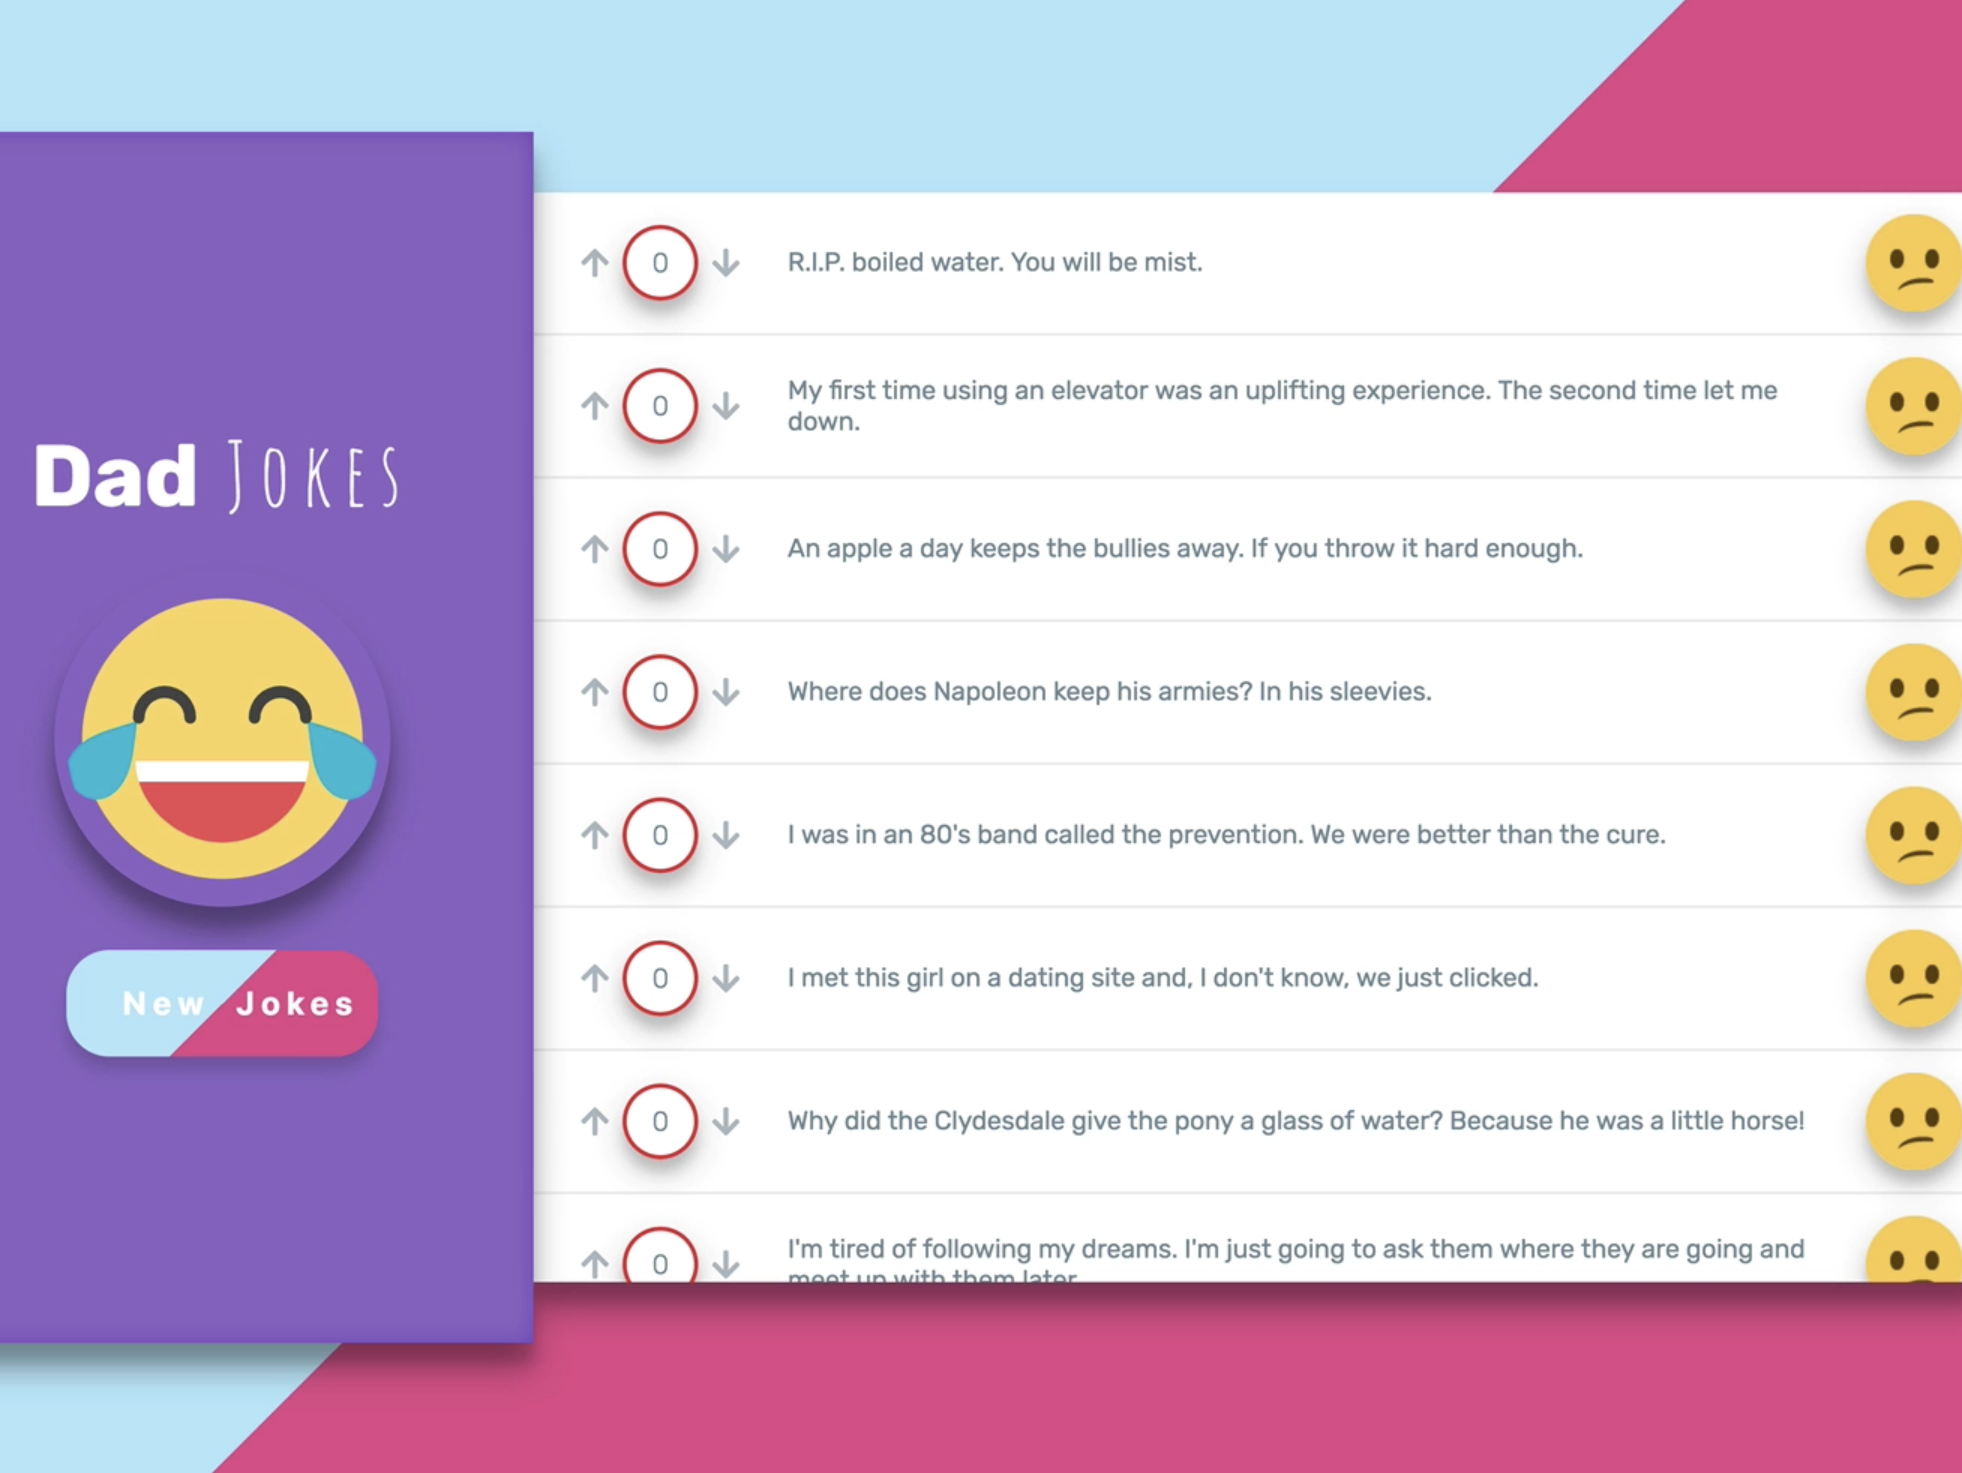 Dad JOKES
New Jokes
0 R.I.P. boiled water. You will be mist.
0 My first time using an elevator was an uplifting experience. The second time let me
down.
0 An apple a day keeps the bullies away. If you throw it hard enough.
0 Where does Napoleon keep his armies? In his sleevies.
0 I was in an 80's band called the prevention. We were better than the cure.
0 I met this girl on a dating site and, I don't know, we just clicked.
0 Why did the Clydesdale give the pony a glass of water? Because he was a little horse!
0 I'm tired of following my dreams. I'm just going to ask them where they are going and
meet up with them later.